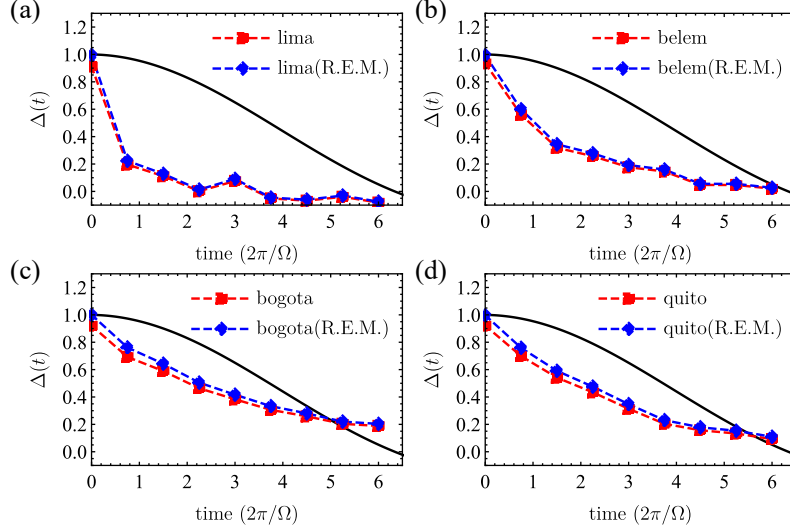 (a)
1.2
1.0
0.8
0.6
0.4
0.2
0.0
Δ(t)
lima
lima(R.E.M.)
0 1 2 3 4 5 6
time (2π/Ω)
(b)
1.2
1.0
0.8
0.6
0.4
0.2
0.0
Δ(t)
belem
belem(R.E.M.)
0 1 2 3 4 5 6
time (2π/Ω)
(c)
1.2
1.0
0.8
0.6
0.4
0.2
0.0
Δ(t)
bogota
bogota(R.E.M.)
0 1 2 3 4 5 6
time (2π/Ω)
(d)
1.2
1.0
0.8
0.6
0.4
0.2
0.0
Δ(t)
quito
quito(R.E.M.)
0 1 2 3 4 5 6
time (2π/Ω)